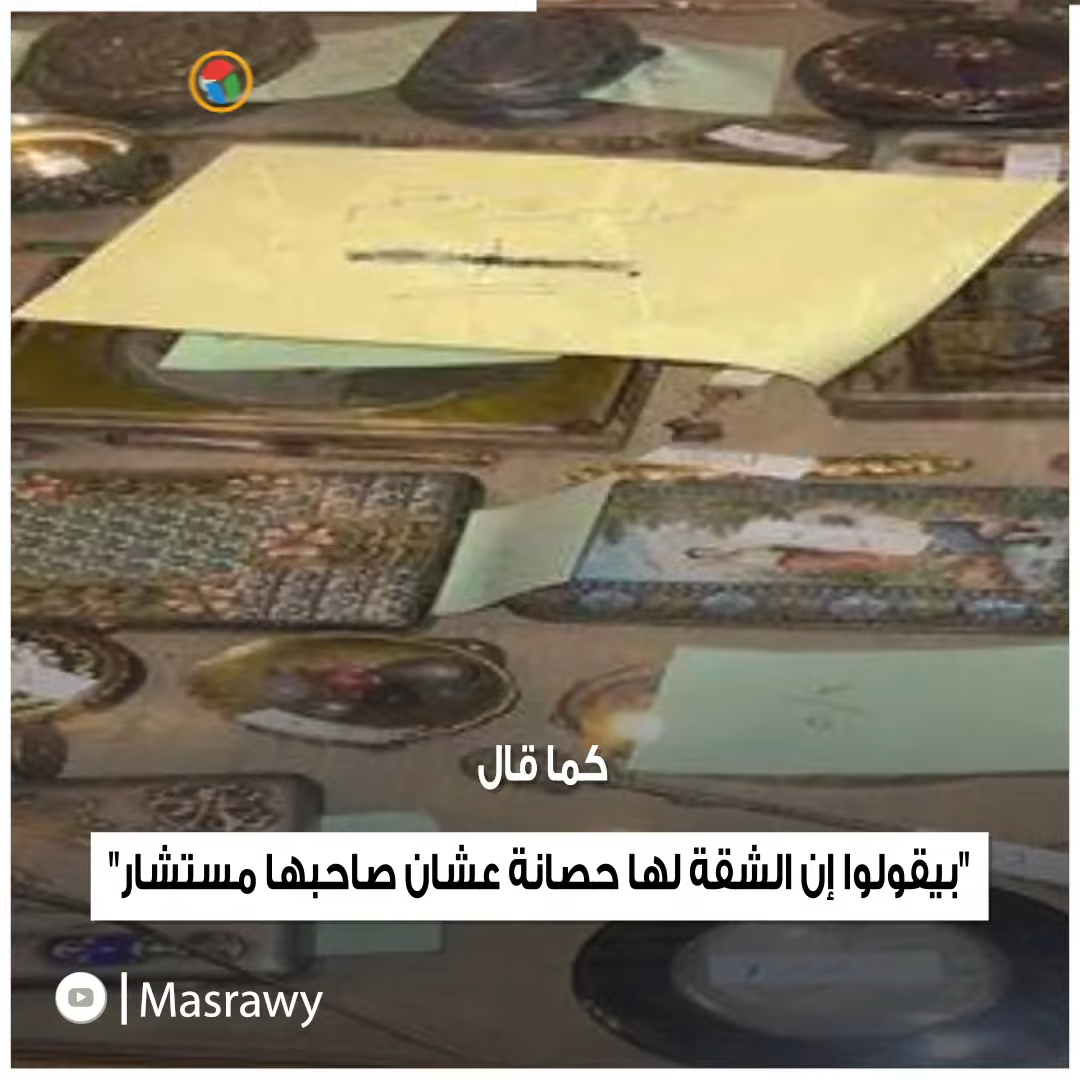 كما قال
"بيقولوا إن الشقة لها حصانة عشان صاحبها مستشار"
| Masrawy